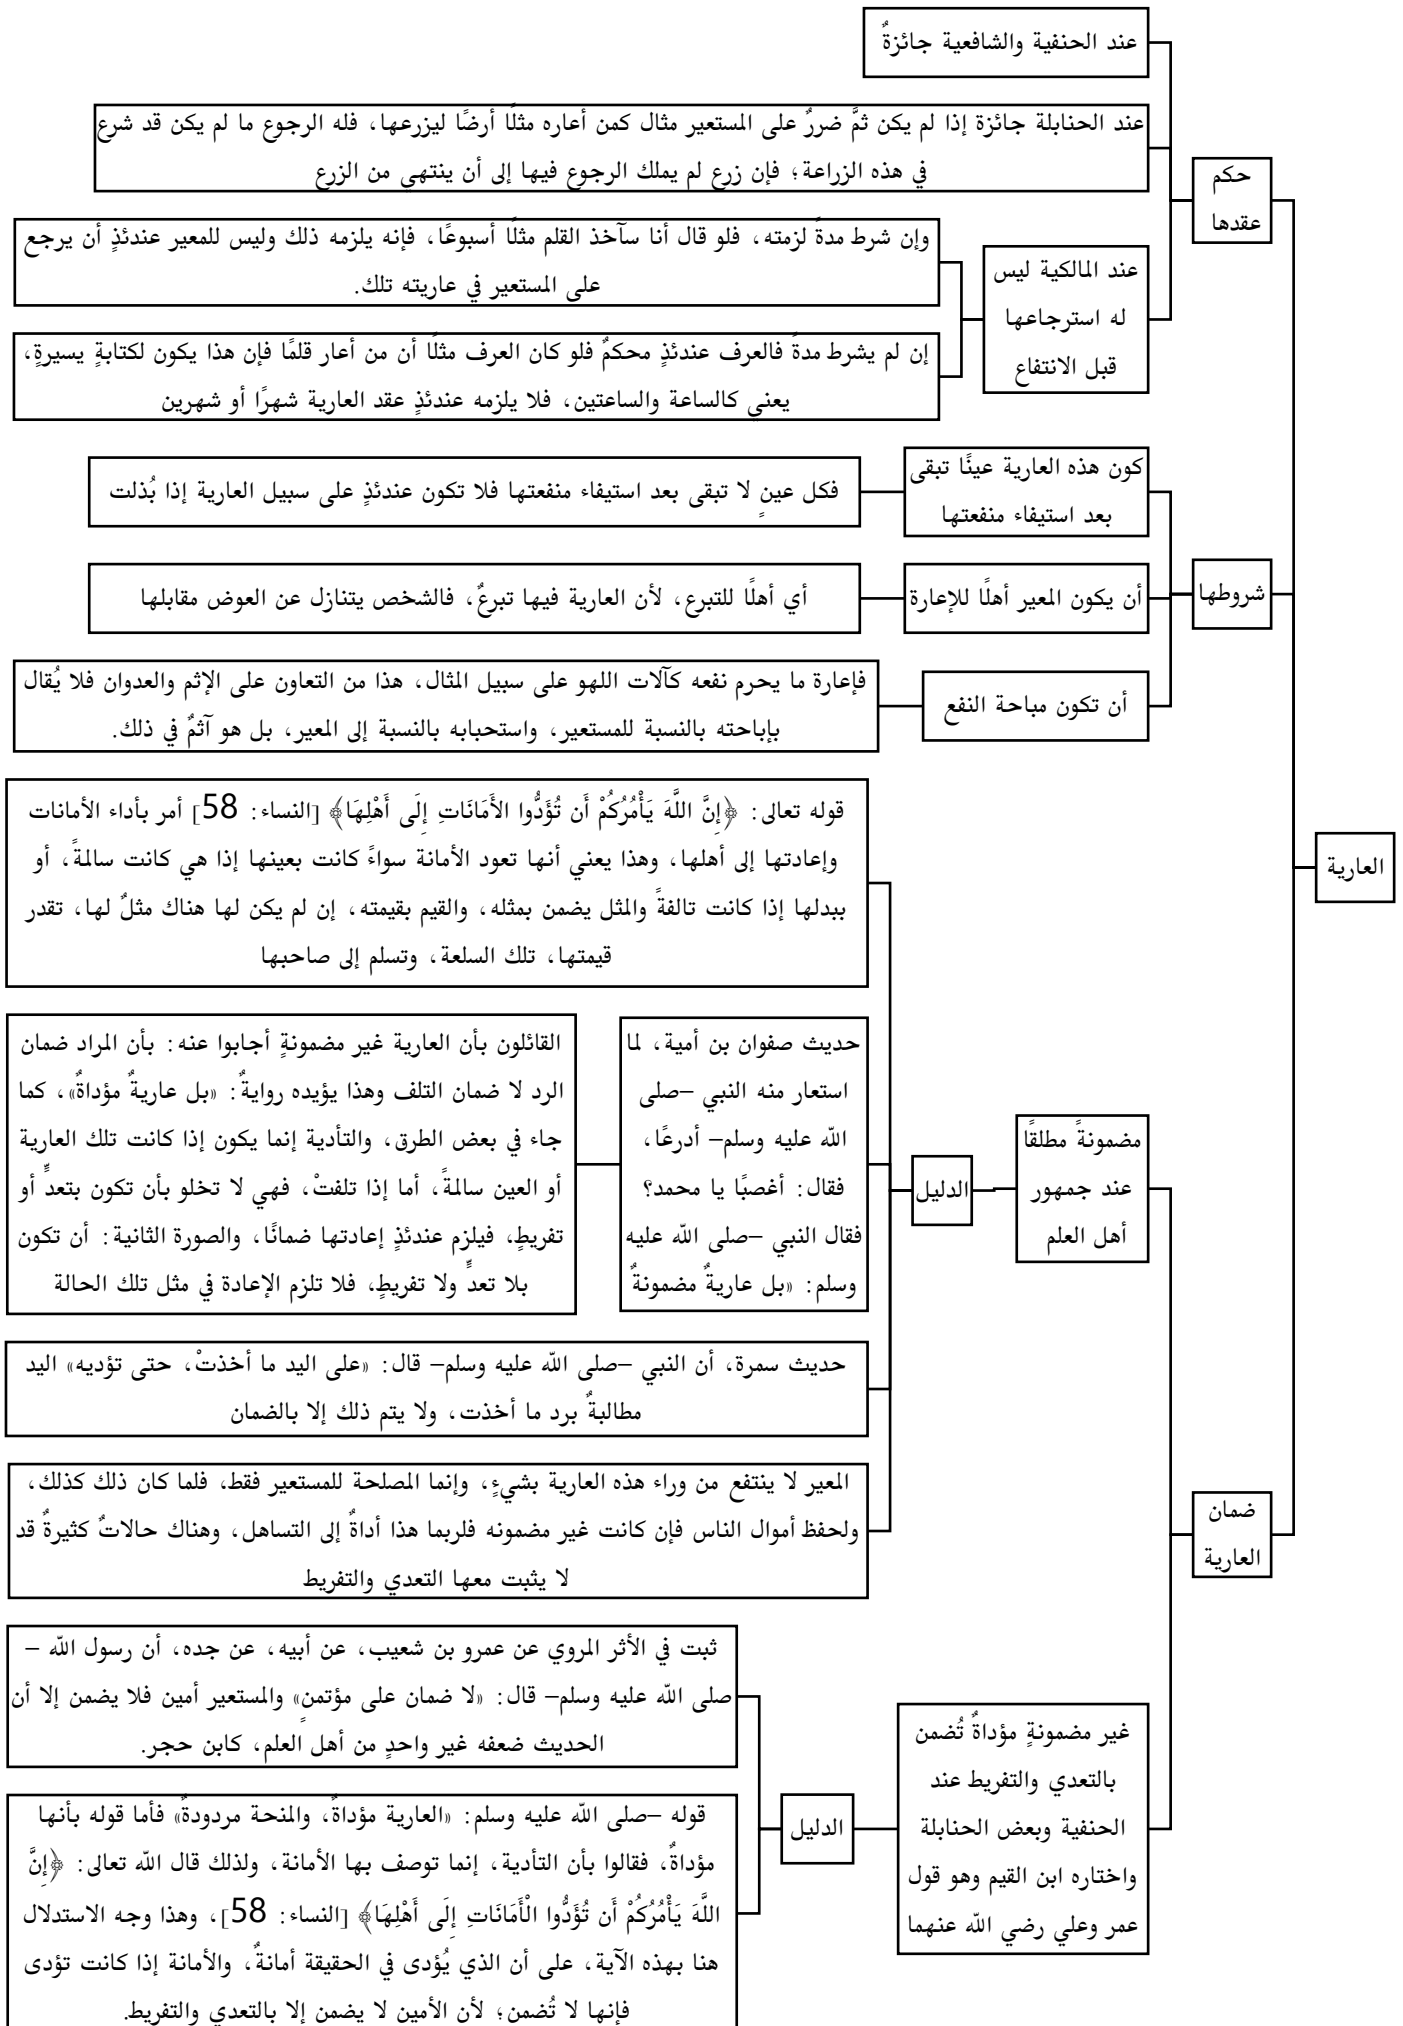 العارية
حكم
عقدها
عند الحنفية والشافعية جائزةٌ
عند الحنابلة جائزة إذا لم يكن ثمَّ ضررٌ على المستعير مثال كمن أعاره مثلًا أرضًا ليزرعها، فله الرجوع ما لم يكن قد شرع
في هذه الزراعة؛ فإن زرع لم يملك الرجوع فيها إلى أن ينتهي من الزرع
عند المالكية ليس
له استرجاعها
قبل الانتفاع
وإن شرط مدةً لزمته، فلو قال أنا سآخذ القلم مثلًا أسبوعًا، فإنه يلزمه ذلك وليس للمعير عندئذٍ أن يرجع
على المستعير في عاريته تلك.
إن لم يشرط مدةً فالعرف عندئذٍ محكمٌ فلو كان العرف مثلًا أن من أعار قلمًا فإن هذا يكون لكتابةٍ يسيرةٍ،
يعني كالساعة والساعتين، فلا يلزمه عندئذٍ عقد العارية شهرًا أو شهرين
شروطها
كون هذه العارية عينًا تبقى
بعد استيفاء منفعتها
فكل عينٍ لا تبقى بعد استيفاء منفعتها فلا تكون عندئذٍ على سبيل العارية إذا بُذلت
أن يكون المعير أهلًا للإعارة
أي أهلًا للتبرع، لأن العارية فيها تبرعٌ، فالشخص يتنازل عن العوض مقابلها
أن تكون مباحة النفع
فإعارة ما يحرم نفعه كآلات اللهو على سبيل المثال، هذا من التعاون على الإثم والعدوان فلا يُقال
بإباحته بالنسبة للمستعير، واستحبابه بالنسبة إلى المعير، بل هو آثمٌ في ذلك.
ضمان
العارية
مضمونةً مطلقًا
عند جمهور
أهل العلم
الدليل
قوله تعالى: ﴿إِنَّ اللَّهَ يَأْمُرُكُمْ أَن تُؤَدُّوا الأَمَانَاتِ إِلَى أَهْلِهَا﴾ [النساء: 58] أمر بأداء الأمانات
وإعادتها إلى أهلها، وهذا يعني أنها تعود الأمانة سواءً كانت بعينها إذا هي كانت سالمةً، أو
ببدلها إذا كانت تالفةً والمثل يضمن بمثله، والقيم بقيمته، إن لم يكن لها هناك مثلٌ لها، تقدر
قيمتها، تلك السلعة، وتسلم إلى صاحبها
حديث صفوان بن أمية، لما
استعار منه النبي –صلى
الله عليه وسلم– أدرعًا،
فقال: أغصبًا يا محمد؟
فقال النبي –صلى الله عليه
وسلم: «بل عاريةٌ مضمونةٌ
القائلون بأن العارية غير مضمونةٍ أجابوا عنه: بأن المراد ضمان
الرد لا ضمان التلف وهذا يؤيده روايةٌ: «بل عاريةٌ مؤداةٌ»، كما
جاء في بعض الطرق، والتأدية إنما يكون إذا كانت تلك العارية
أو العين سالمةً، أما إذا تلفتْ، فهي لا تخلو بأن تكون بتعدٍّ أو
تفريطٍ، فيلزم عندئذٍ إعادتها ضمانًا، والصورة الثانية: أن تكون
بلا تعدٍّ ولا تفريطٍ، فلا تلزم الإعادة في مثل تلك الحالة
حديث سمرة، أن النبي –صلى الله عليه وسلم– قال: «على اليد ما أخذتْ، حتى تؤديه» اليد
مطالبةٌ برد ما أخذت، ولا يتم ذلك إلا بالضمان
المعير لا ينتفع من وراء هذه العارية بشيءٍ، وإنما المصلحة للمستعير فقط، فلما كان ذلك كذلك،
ولحفظ أموال الناس فإن كانت غير مضمونه فلربما هذا أداةٌ إلى التساهل، وهناك حالاتٌ كثيرةٌ قد
لا يثبت معها التعدي والتفريط
غير مضمونةٍ مؤداةٌ تُضمن
بالتعدي والتفريط عند
الحنفية وبعض الحنابلة
واختاره ابن القيم وهو قول
عمر وعلي رضي الله عنهما
الدليل
ثبت في الأثر المروي عن عمرو بن شعيب، عن أبيه، عن جده، أن رسول الله –
صلى الله عليه وسلم– قال: «لا ضمان على مؤتمنٍ» والمستعير أمين فلا يضمن إلا أن
الحديث ضعفه غير واحدٍ من أهل العلم، كابن حجر.
قوله –صلى الله عليه وسلم: «العارية مؤداةٌ، والمنحة مردودةٌ» فأما قوله بأنها
مؤداةٌ، فقالوا بأن التأدية، إنما توصف بها الأمانة، ولذلك قال الله تعالى: ﴿إِنَّ
اللَّهَ يَأْمُرُكُمْ أَن تُؤَدُّوا الْأَمَانَاتِ إِلَى أَهْلِهَا﴾ [النساء: 58]، وهذا وجه الاستدلال
هنا بهذه الآية، على أن الذي يُؤدى في الحقيقة أمانةٌ، والأمانة إذا كانت تؤدى
فإنها لا تُضمن؛ لأن الأمين لا يضمن إلا بالتعدي والتفريط.